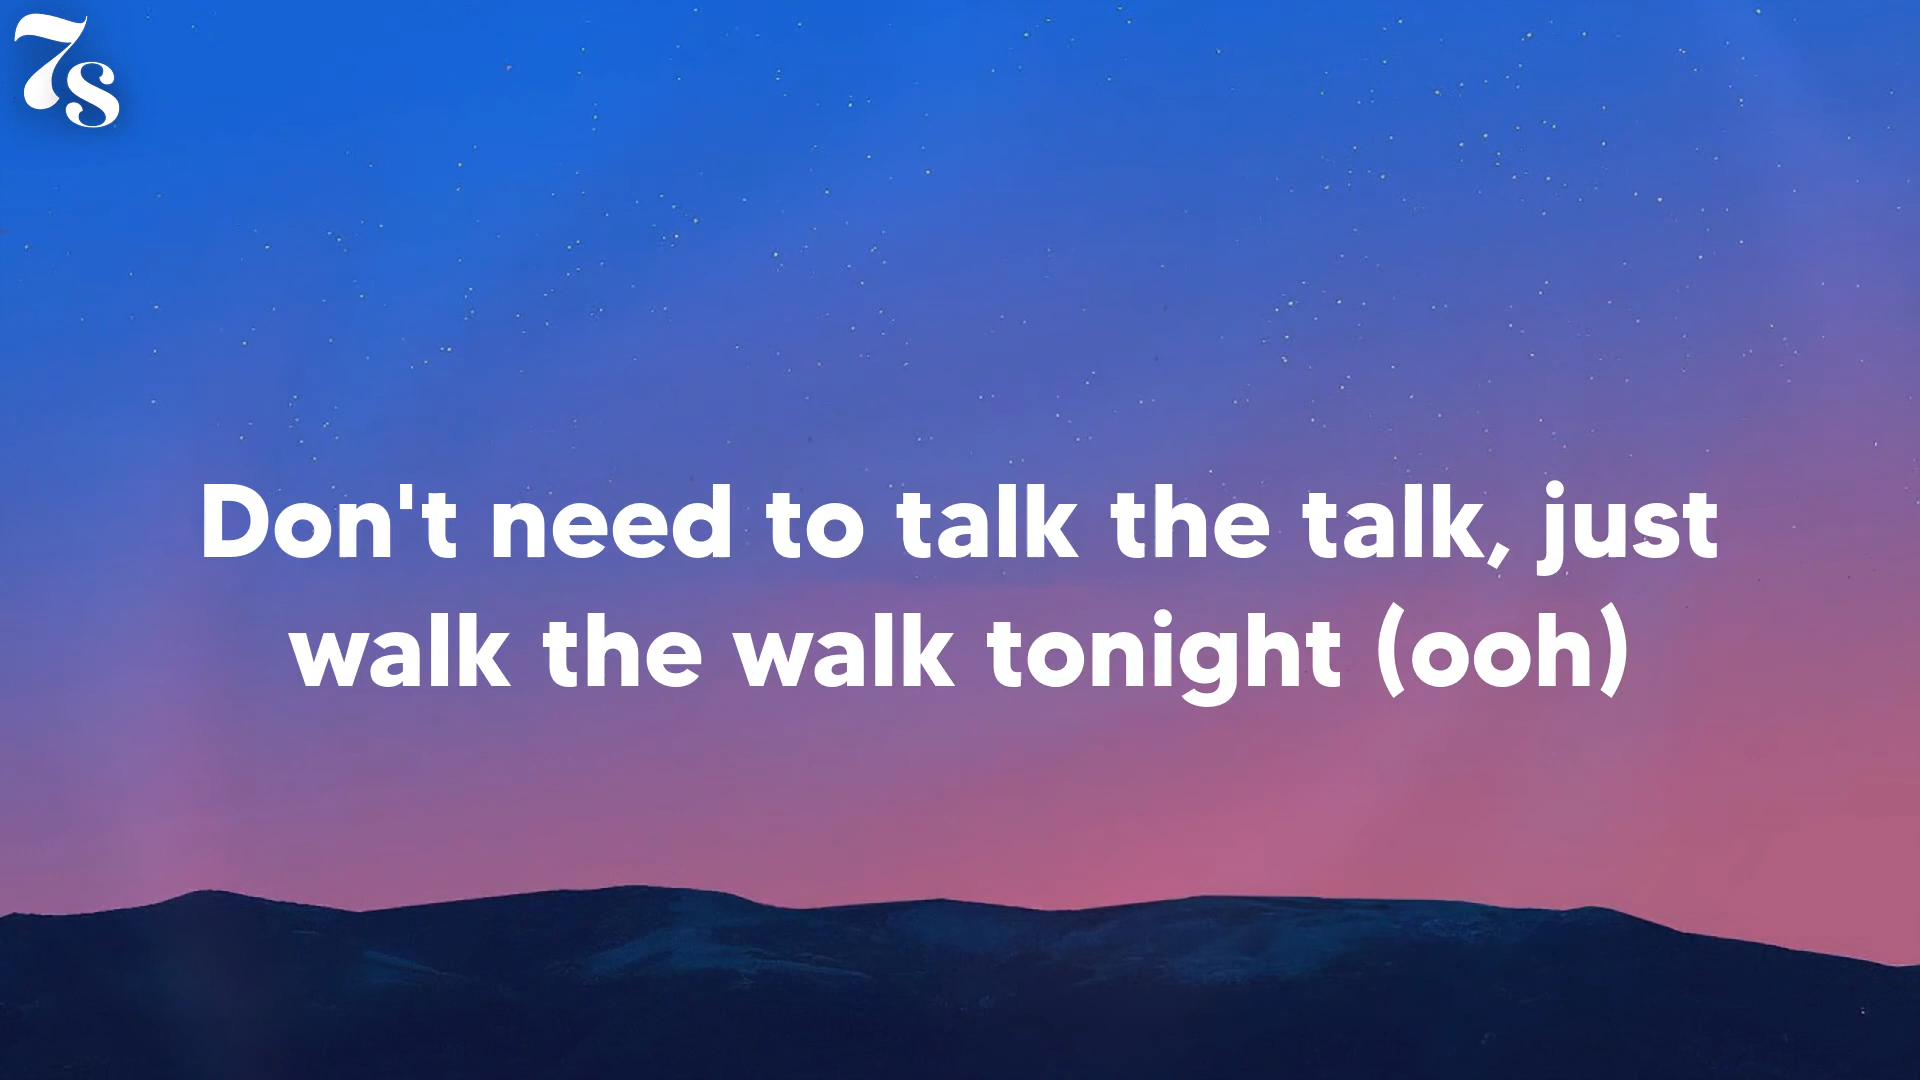 7s
Don't need to talk the talk, just
walk the walk tonight (ooh)